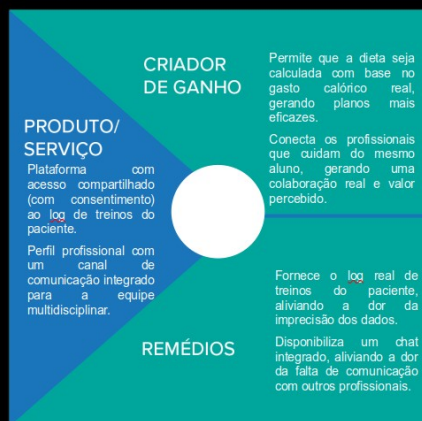 CRIADOR
DE GANHO
Permite que a dieta seja
calculada com base no
gasto calórico real,
gerando planos mais
eficazes.
Conecta os profissionais
que cuidam do mesmo
aluno, gerando uma
colaboração real e valor
percebido.
PRODUTO/
SERVIÇO
Plataforma com
acesso compartilhado
(com consentimento)
ao log de treinos do
paciente.
Perfil profissional com
um canal de
comunicação integrado
para a equipe
multidisciplinar.
REMÉDIOS
Fornece o log real de
treinos do paciente,
aliviando a dor da
imprecisão dos dados.
Disponibiliza um chat
integrado, aliviando a dor
da falta de comunicação
com outros profissionais.